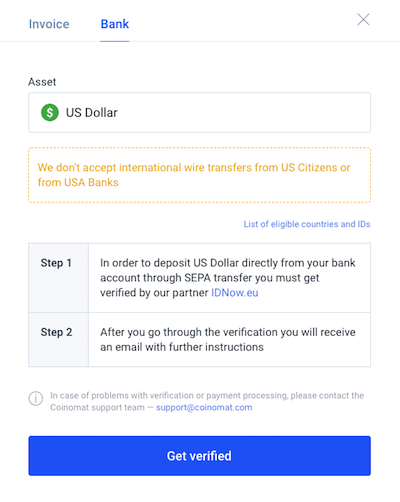 Invoice Bank
Asset
$ US Dollar
We don't accept international wire transfers from US Citizens or
from USA Banks
List of eligible countries and IDs
Step 1
In order to deposit US Dollar directly from your bank
account through SEPA transfer you must get
verified by our partner IDNow.eu
Step 2
After you go through the verification you will receive
an email with further instructions
In case of problems with verification or payment processing, please contact the
Coinomat support team — support@coinomat.com
Get verified